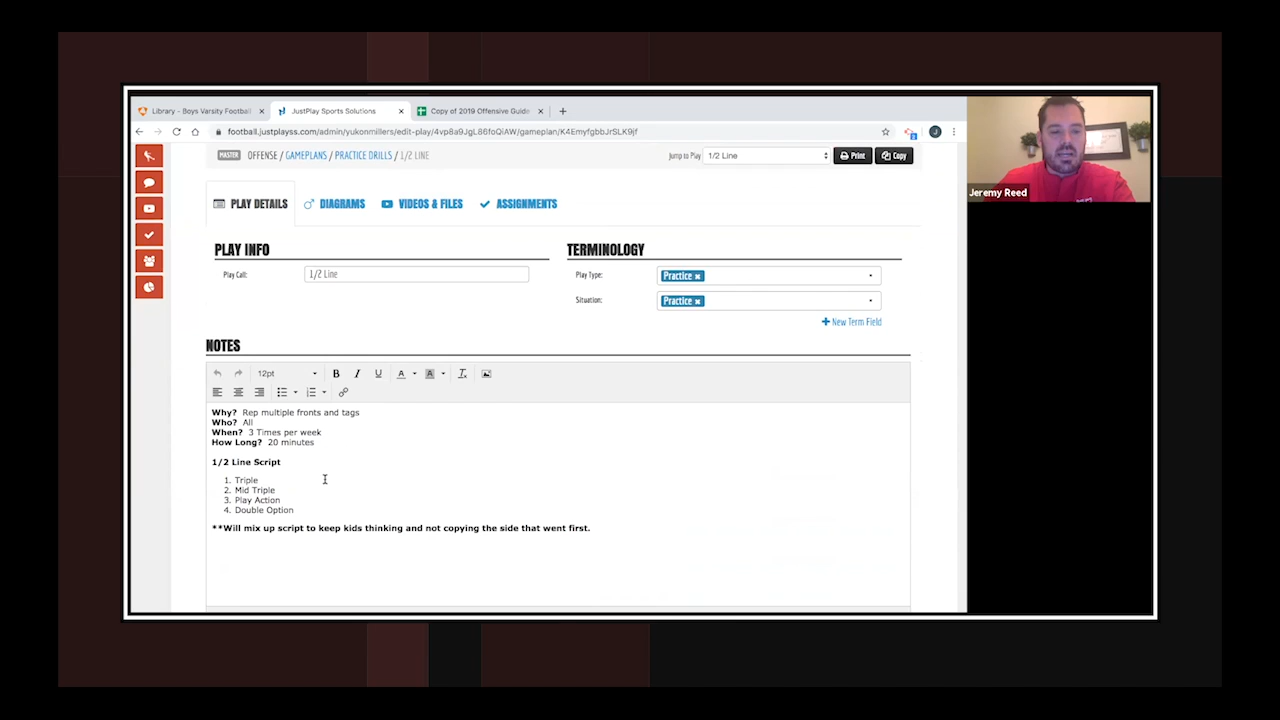 Library - Boys Varsity Football
JustPlay Sports Solutions
Copy of 2019 Offensive Guide
football.justplayss.com/admin/yukonmillers/edit-play/4vp8a9JgL86foQiAW/gameplan/K4EmyfgbbJrSLK9jf
J
MASTER OFFENSE / GAMEPLANS / PRACTICE DRILLS / 1/2 LINE
Jump to Play 1/2 Line Print Copy
Jeremy Reed
PLAY DETAILS DIAGRAMS VIDEOS & FILES ASSIGNMENTS
PLAY INFO
Play Call: 1/2 Line
TERMINOLOGY
Play Type: Practice
Situation: Practice
New Term Field
NOTES
12pt B I U A A
Why? Rep multiple fronts and tags
Who? All
When? 3 Times per week
How Long? 20 minutes
1/2 Line Script
1. Triple
2. Mid Triple
3. Play Action
4. Double Option
**Will mix up script to keep kids thinking and not copying the side that went first.